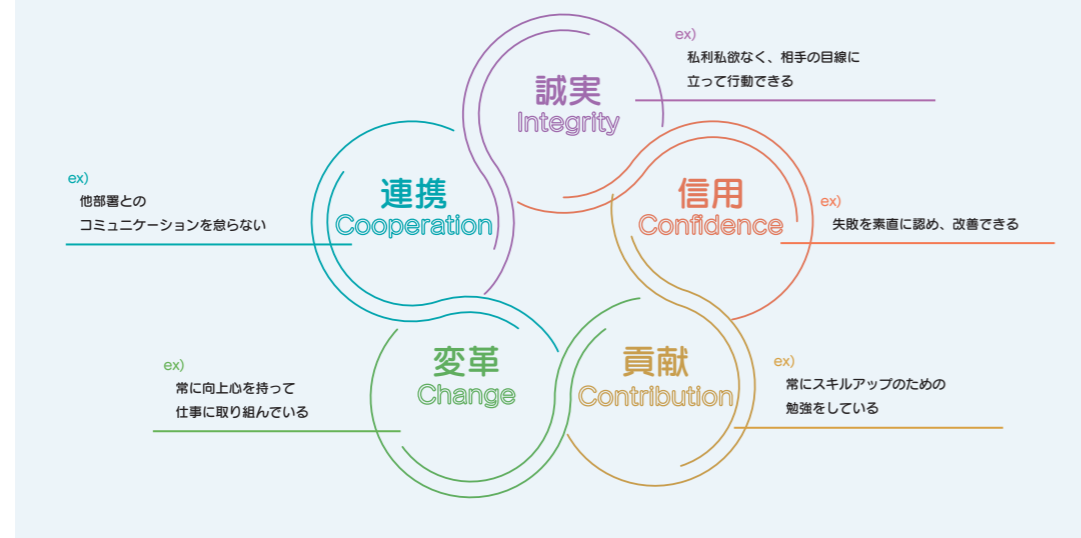 誠実
Integrity
ex)
私利私欲なく、相手の目線に
立って行動できる
信用
Confidence
ex)
失敗を素直に認め、改善できる
貢献
Contribution
ex)
常にスキルアップのための
勉強をしている
変革
Change
ex)
常に向上心を持って
仕事に取り組んでいる
連携
Cooperation
ex)
他部署との
コミュニケーションを怠らない